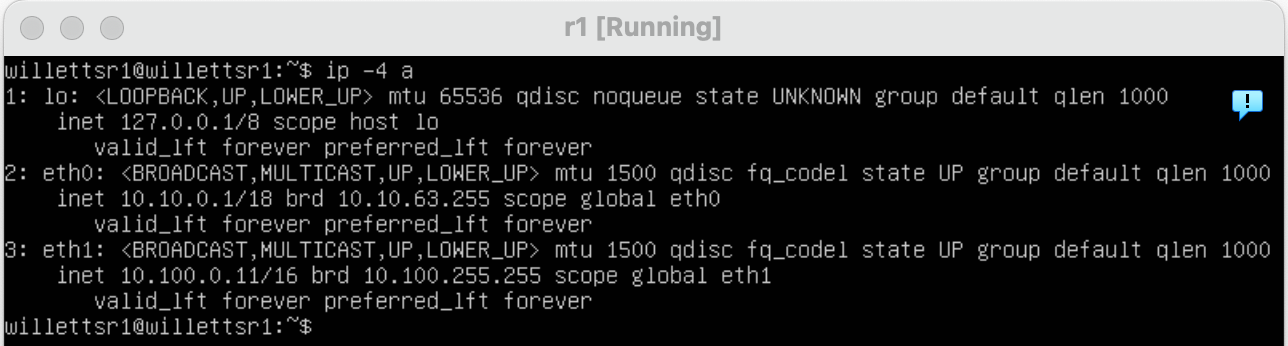 r1 [Running]
willettsr1@willettsr1:~$ ip -4 a
1: lo: <LOOPBACK,UP,LOWER_UP> mtu 65536 qdisc noqueue state UNKNOWN group default qlen 1000
    inet 127.0.0.1/8 scope host lo
       valid_lft forever preferred_lft forever
2: eth0: <BROADCAST,MULTICAST,UP,LOWER_UP> mtu 1500 qdisc fq_codel state UP group default qlen 1000
    inet 10.10.0.1/18 brd 10.10.63.255 scope global eth0
       valid_lft forever preferred_lft forever
3: eth1: <BROADCAST,MULTICAST,UP,LOWER_UP> mtu 1500 qdisc fq_codel state UP group default qlen 1000
    inet 10.100.0.11/16 brd 10.100.255.255 scope global eth1
       valid_lft forever preferred_lft forever
willettsr1@willettsr1:~$